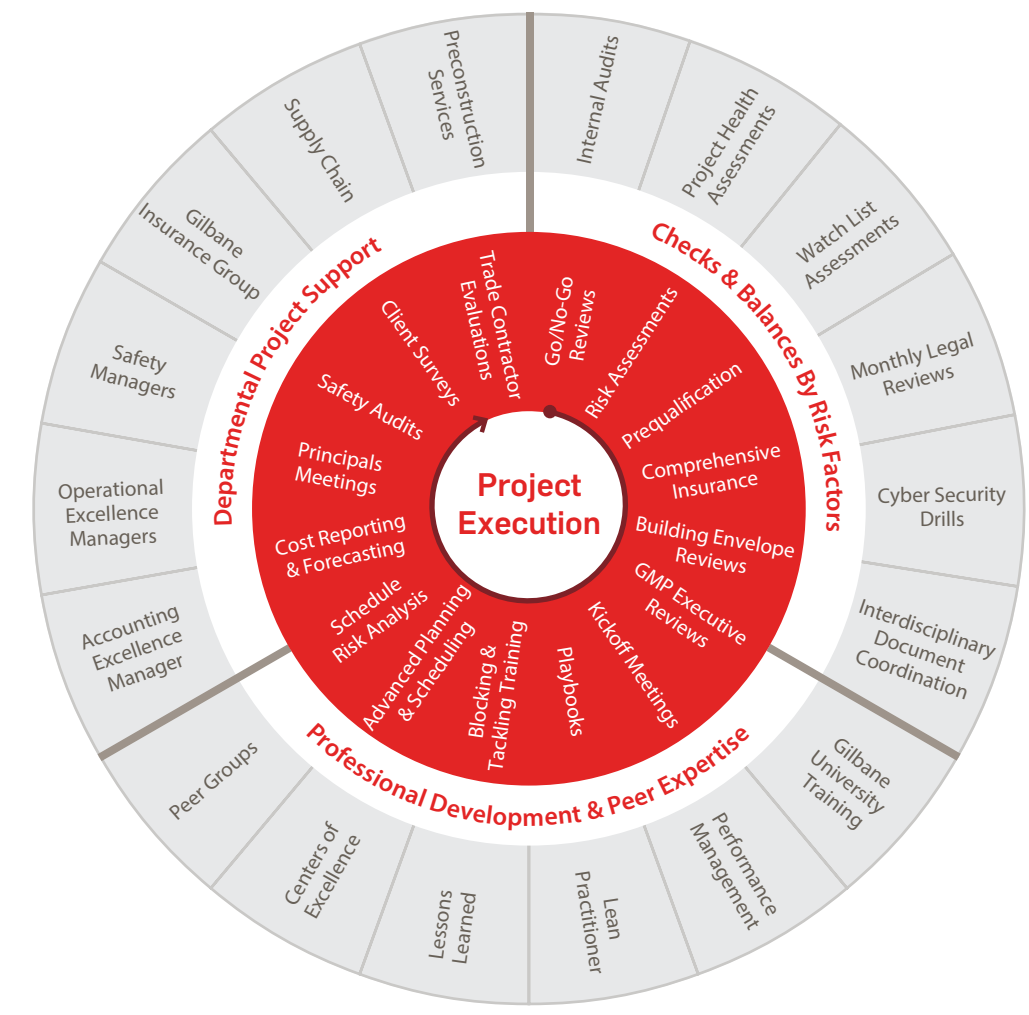 Project
Execution
Go/No-Go
Reviews
Risk Assessments
Prequalification
Comprehensive
Insurance
Building Envelope
Reviews
GMP Executive
Reviews
Kickoff Meetings
Playbooks
Blocking &
Tackling Training
Advanced Planning
& Scheduling
Schedule
Risk Analysis
Cost Reporting
& Forecasting
Principals
Meetings
Safety Audits
Client Surveys
Trade Contractor
Evaluations
Checks & Balances By Risk Factors
Internal Audits
Project Health
Assessments
Watch List
Assessments
Monthly Legal
Reviews
Cyber Security
Drills
Interdisciplinary
Document
Coordination
Professional Development & Peer Expertise
Gilbane
University
Training
Performance
Management
Lean
Practitioner
Lessons
Learned
Centers of
Excellence
Peer Groups
Departmental Project Support
Accounting
Excellence
Manager
Operational
Excellence
Managers
Safety
Managers
Gilbane
Insurance Group
Supply Chain
Preconstruction
Services